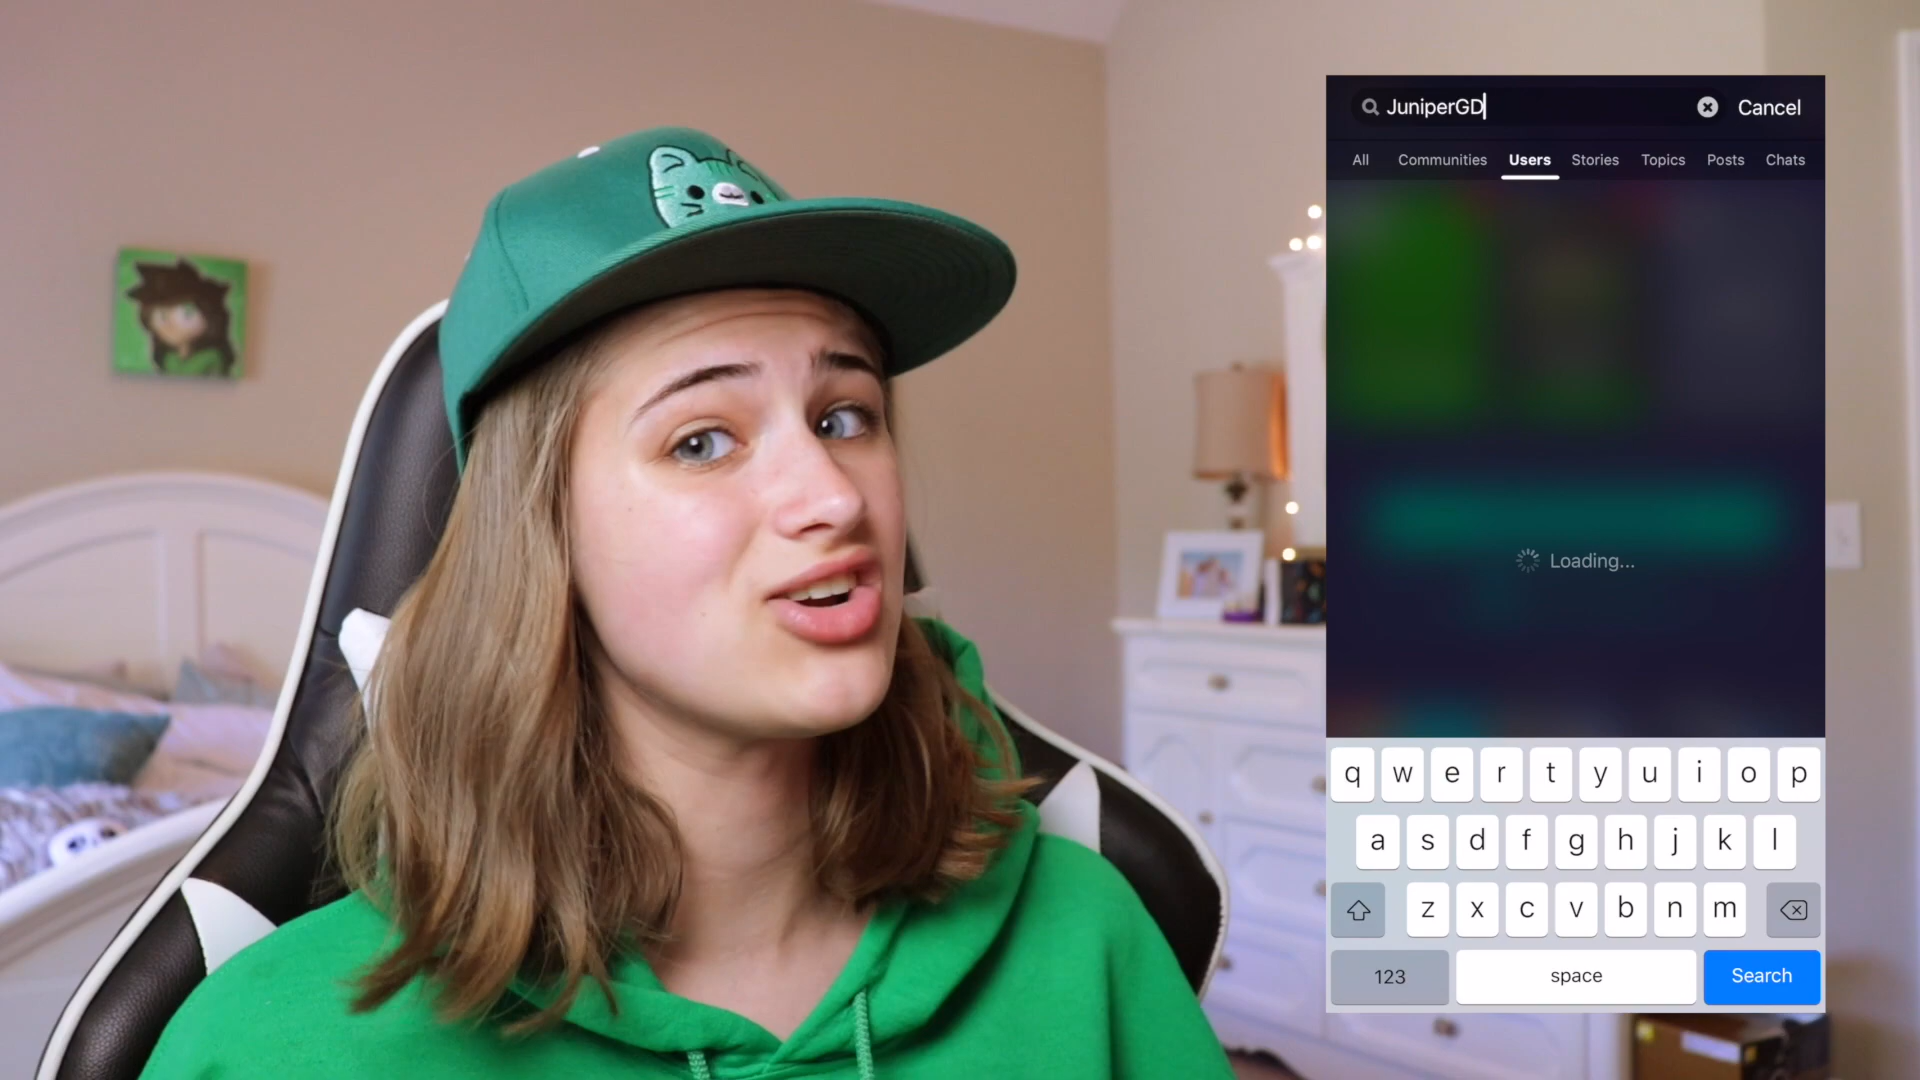 JuniperGD Cancel
All Communities Users Stories Topics Posts Chats
Loading...
q w e r t y u i o p
a s d f g h j k l
z x c v b n m
123 space Search